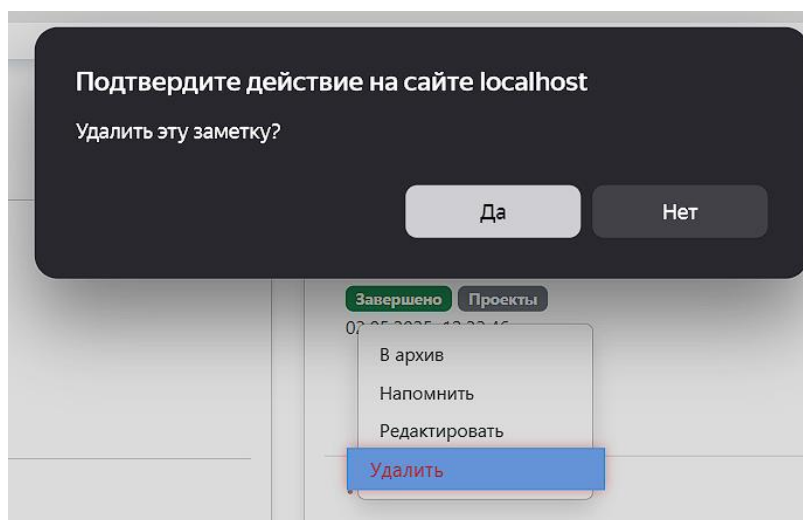 Подтвердите действие на сайте localhost
Удалить эту заметку?
Да Нет
Завершено Проекты
В архив
Напомнить
Редактировать
Удалить